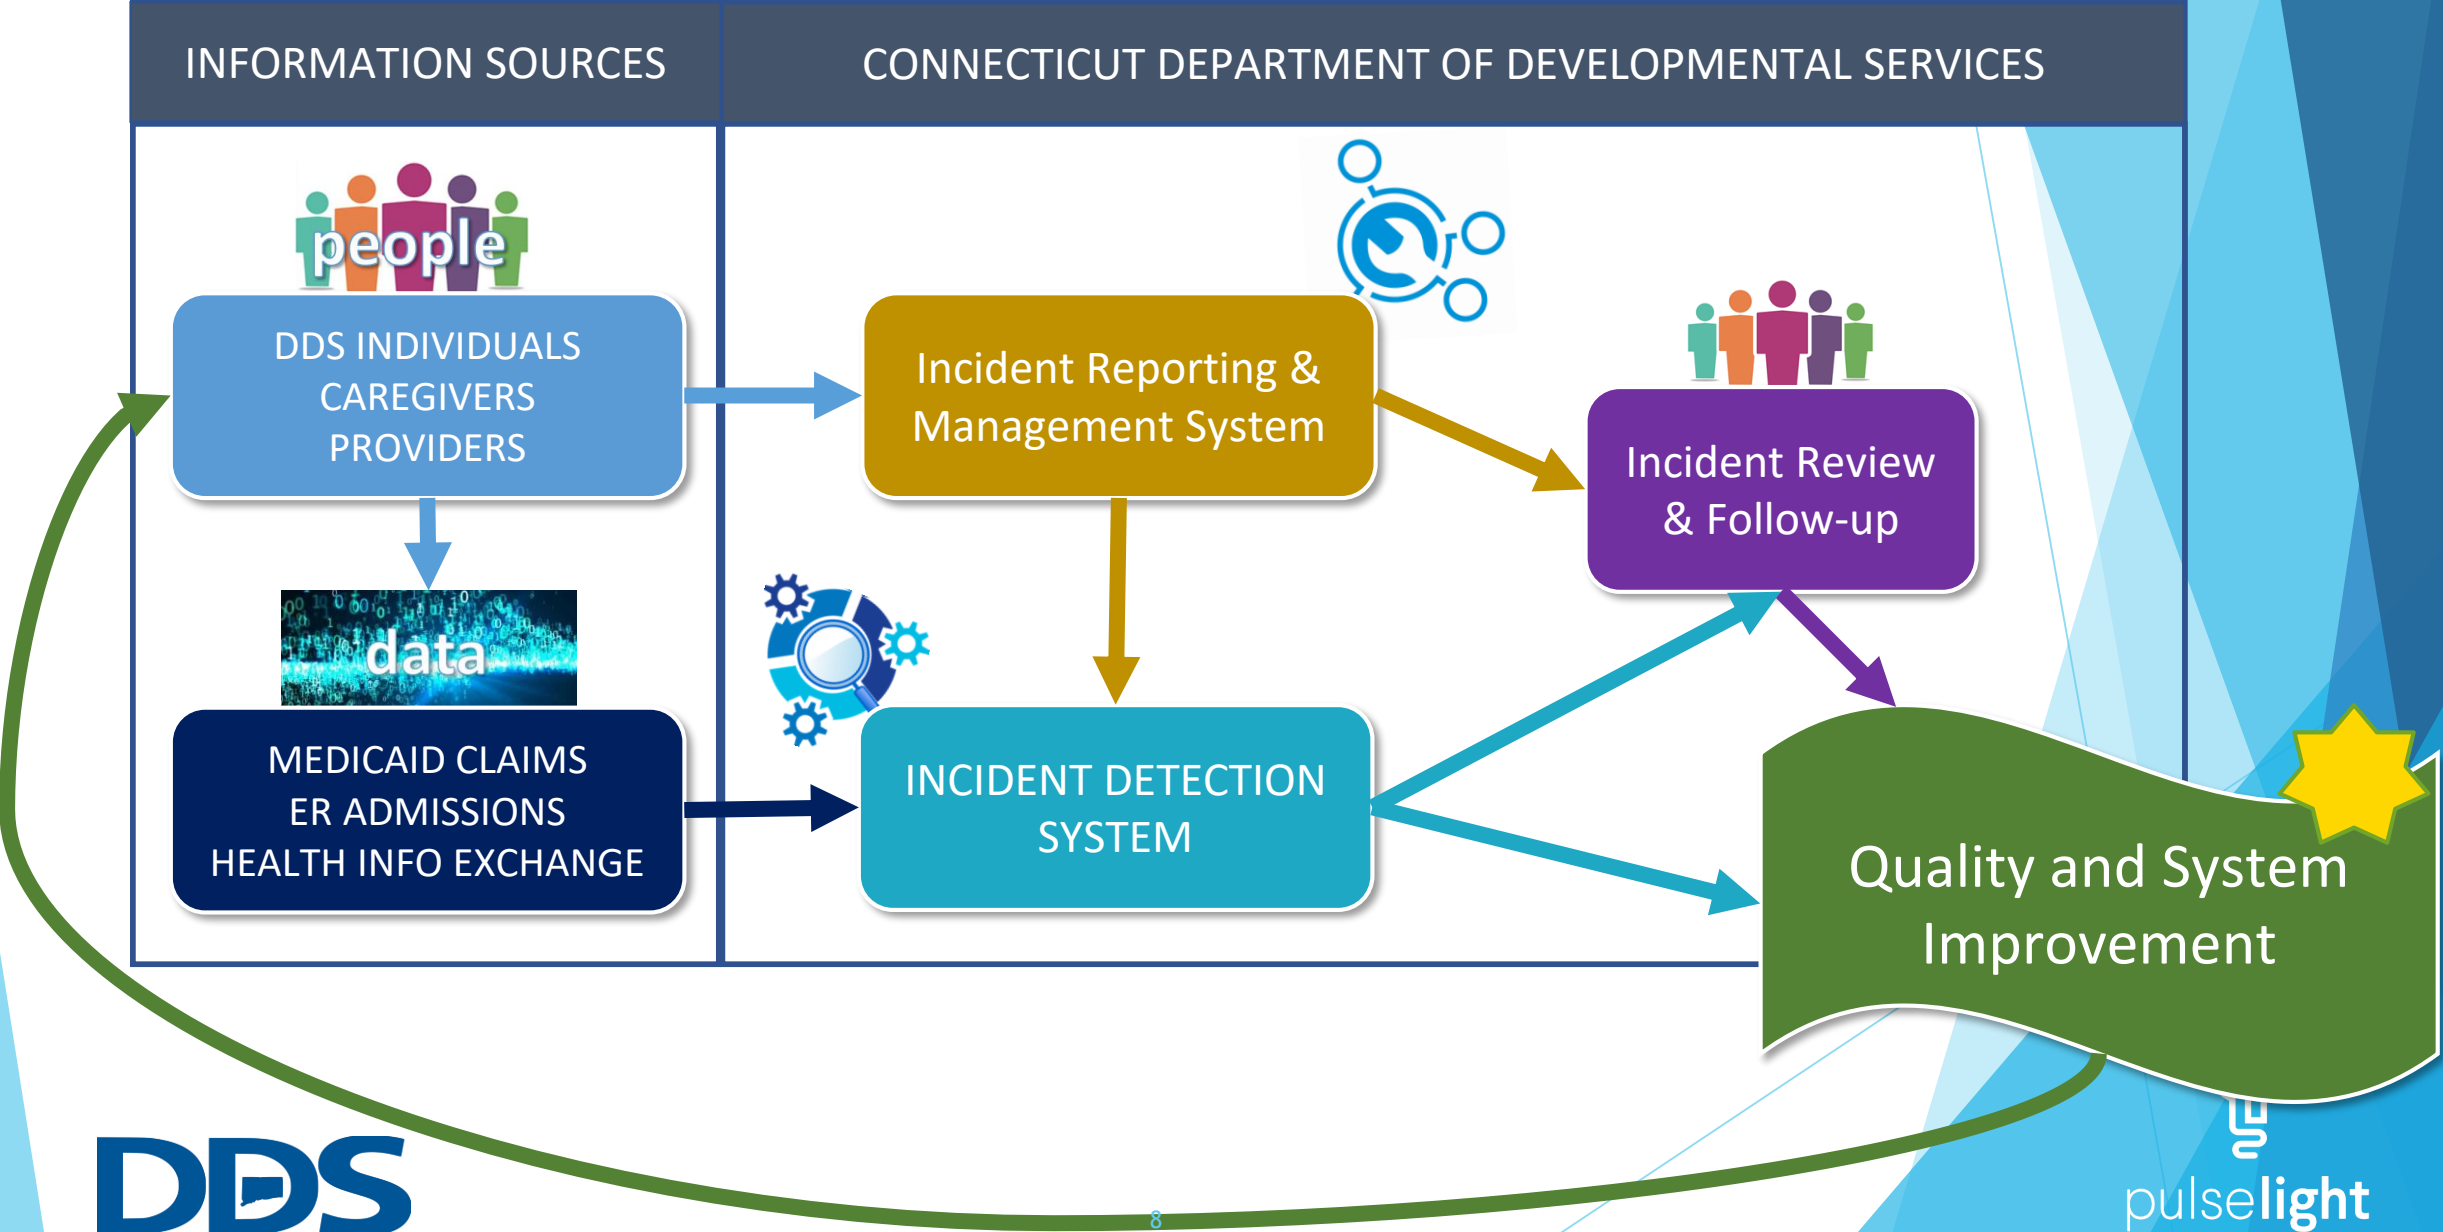 INFORMATION SOURCES
CONNECTICUT DEPARTMENT OF DEVELOPMENTAL SERVICES
people
DDS INDIVIDUALS
CAREGIVERS
PROVIDERS
data
MEDICAID CLAIMS
ER ADMISSIONS
HEALTH INFO EXCHANGE
Incident Reporting &
Management System
INCIDENT DETECTION
SYSTEM
Incident Review
& Follow-up
Quality and System
Improvement
DDS
8
pulselight